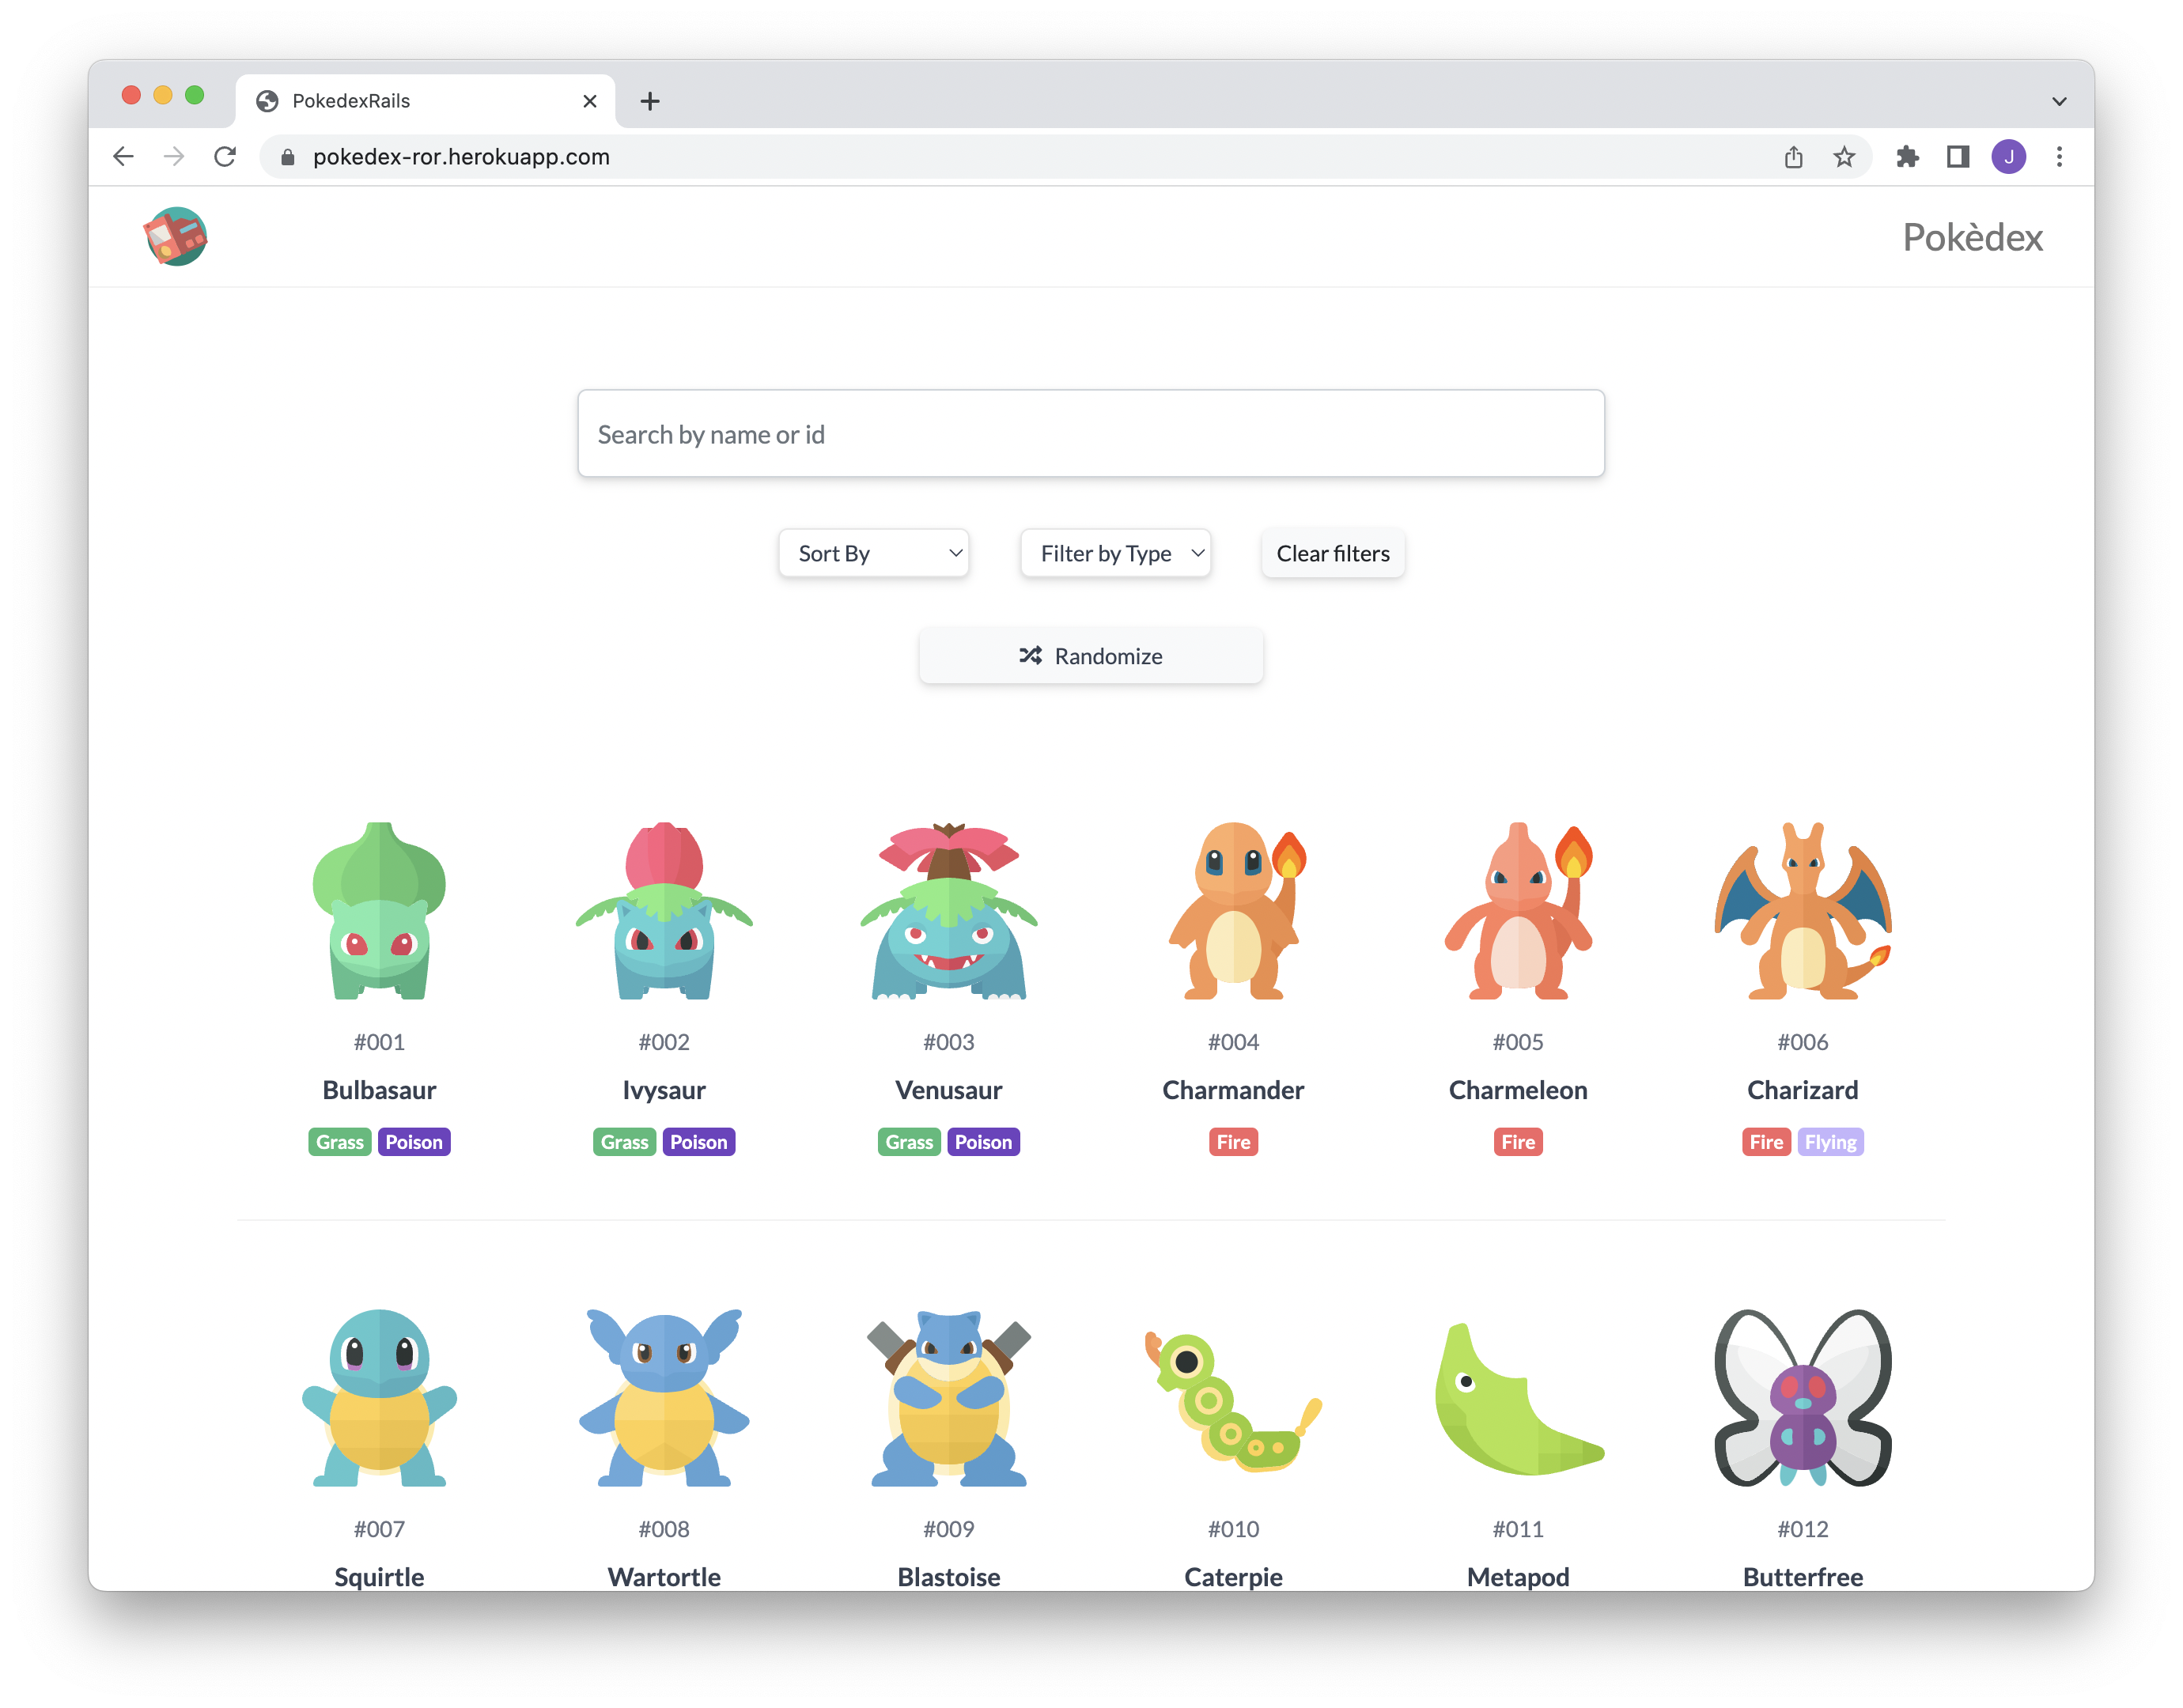 PokedexRails
pokedex-ror.herokuapp.com
J
Pokèdex
Search by name or id
Sort By Filter by Type Clear filters
Randomize
#001 #002 #003 #004 #005 #006
Bulbasaur Ivysaur Venusaur Charmander Charmeleon Charizard
Grass Poison Grass Poison Grass Poison Fire Fire Fire Flying
#007 #008 #009 #010 #011 #012
Squirtle Wartortle Blastoise Caterpie Metapod Butterfree